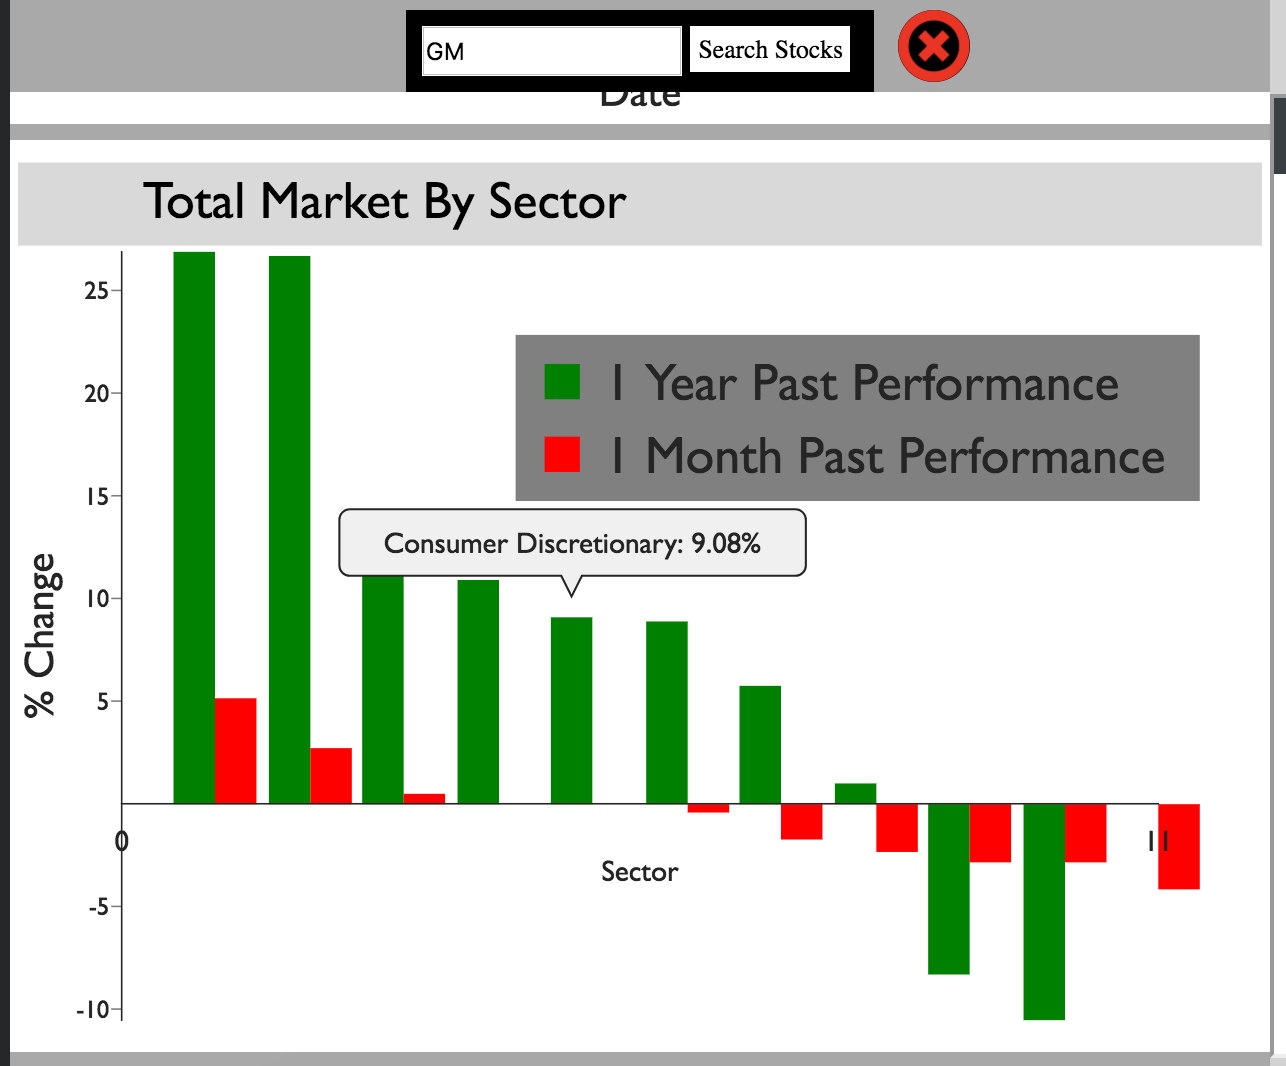 GM
Search Stocks
Date
Total Market By Sector
25
20
15
10
5
-5
-10
% Change
1 Year Past Performance
1 Month Past Performance
Consumer Discretionary: 9.08%
0
11
Sector